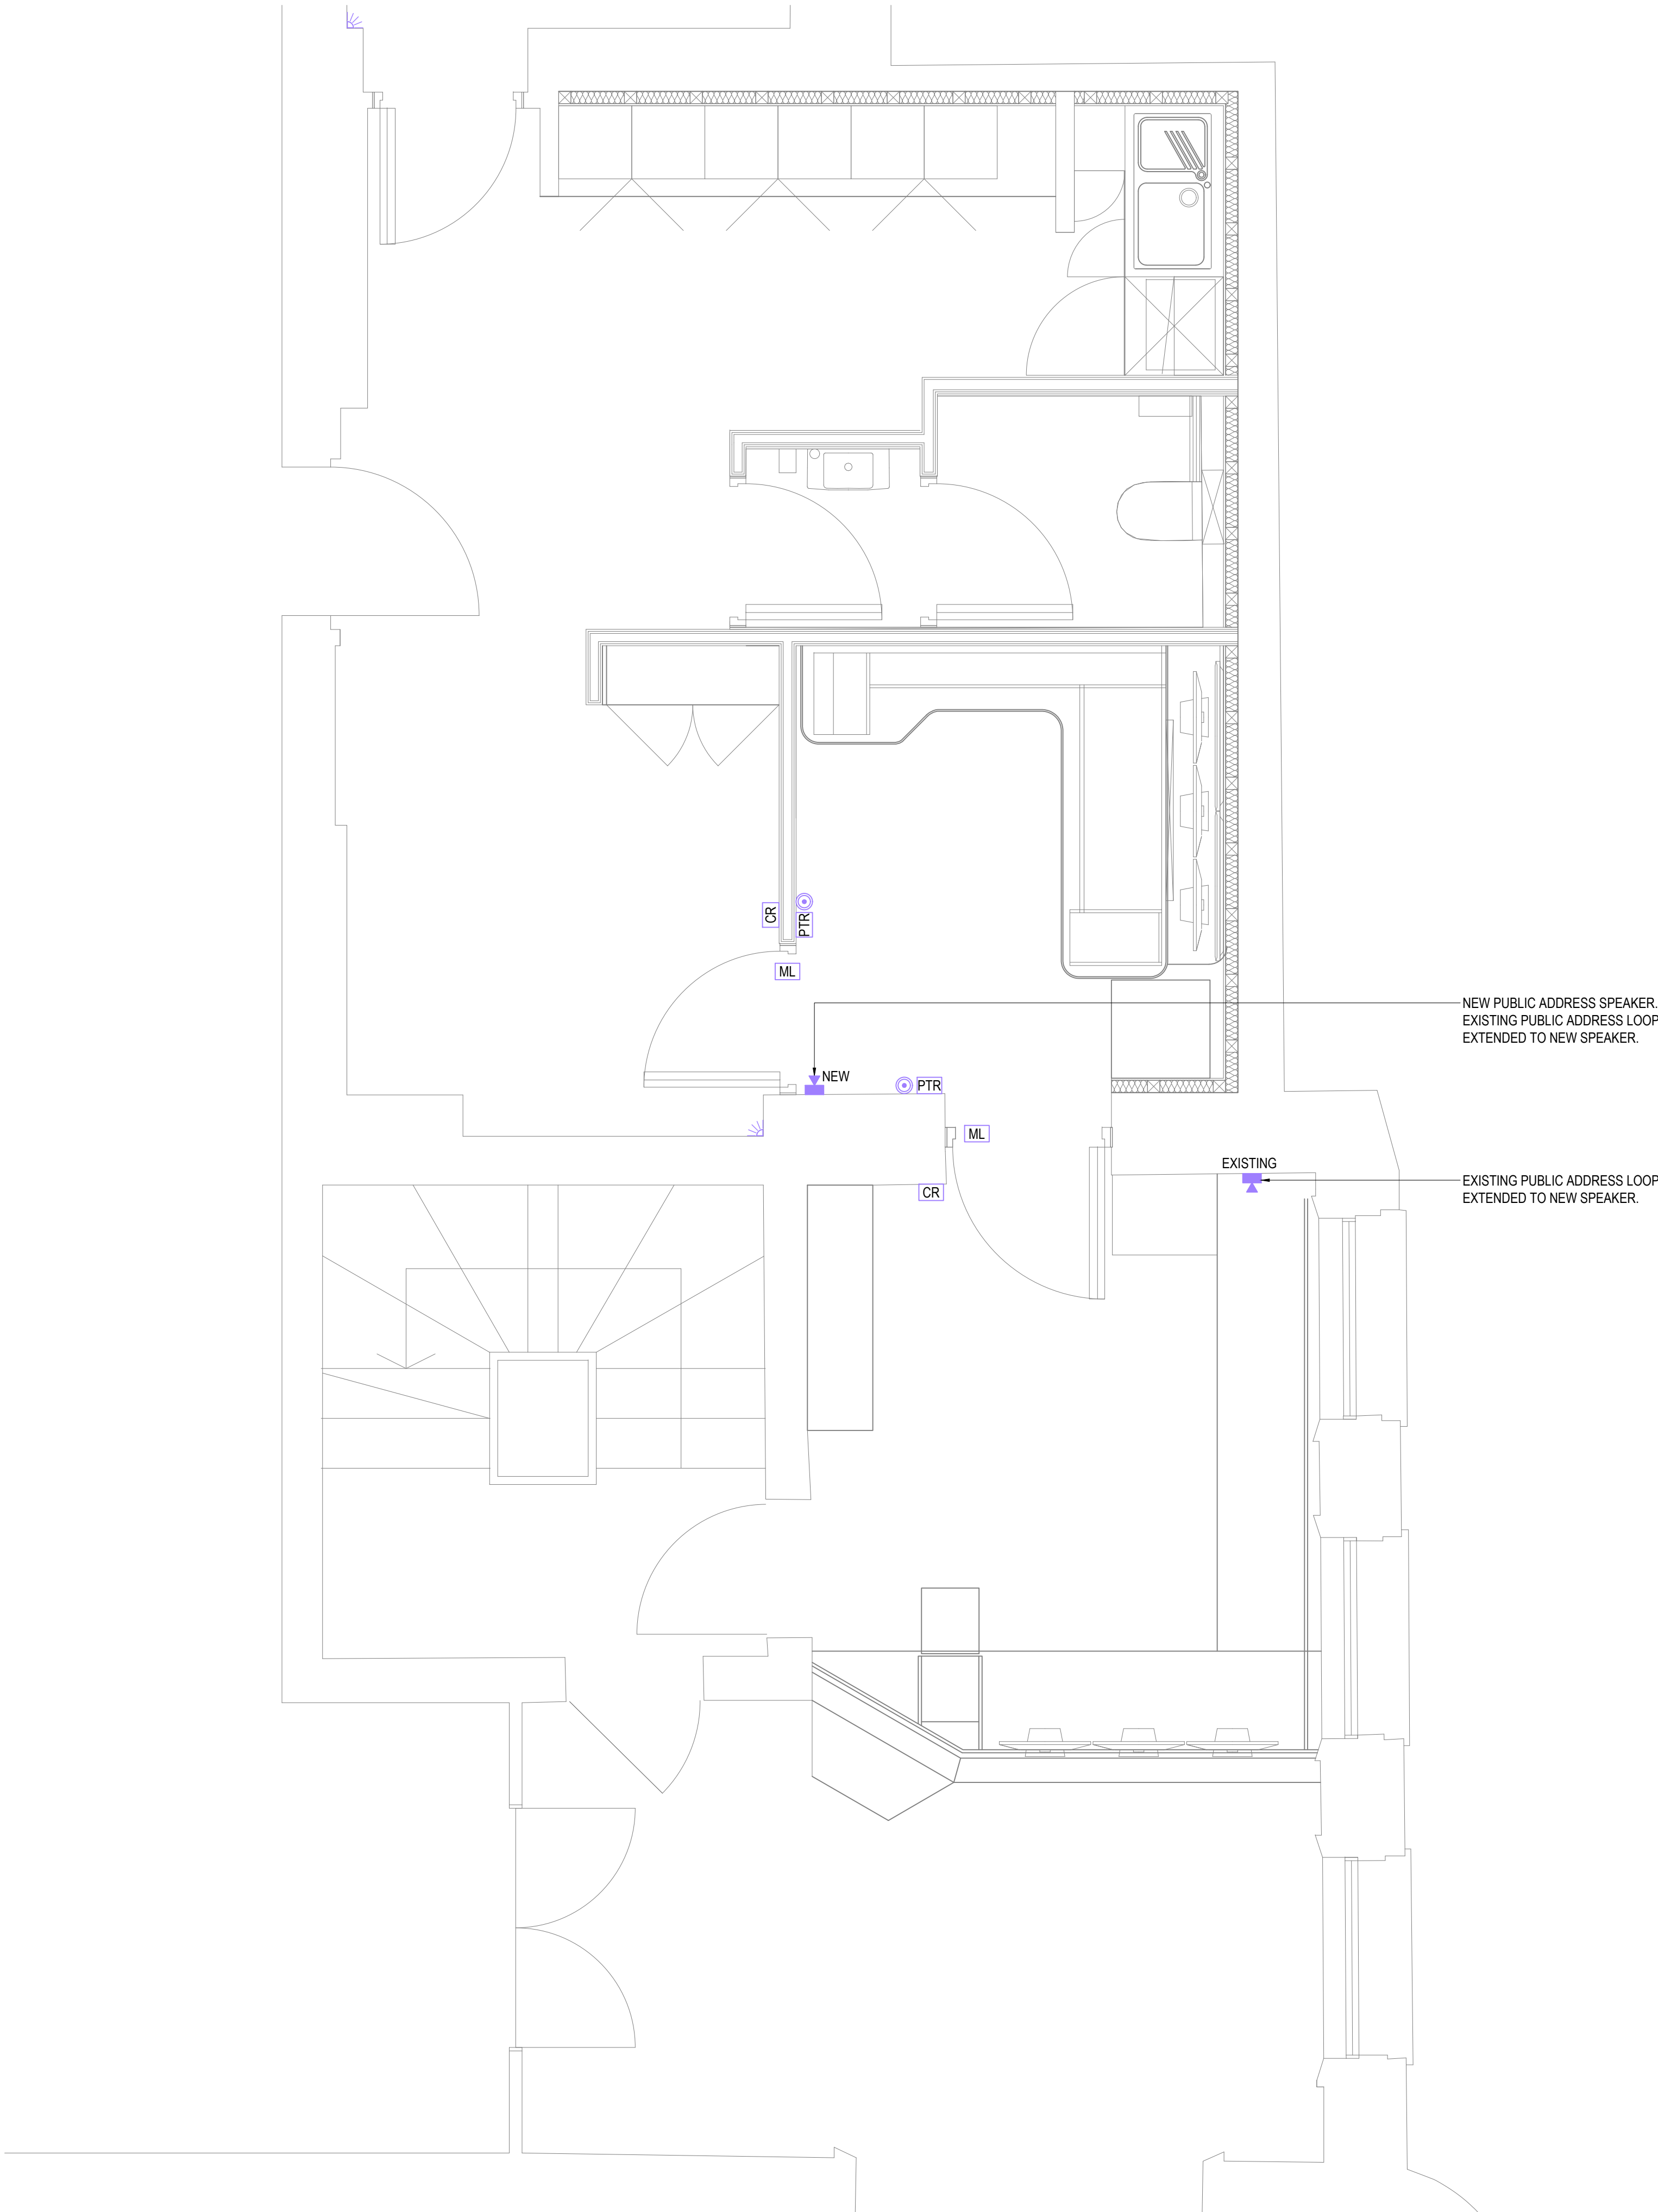 CR
PTR
ML
NEW PUBLIC ADDRESS SPEAKER.
EXISTING PUBLIC ADDRESS LOOP
EXTENDED TO NEW SPEAKER.
NEW
PTR
ML
EXISTING
EXISTING PUBLIC ADDRESS LOOP
EXTENDED TO NEW SPEAKER.
CR